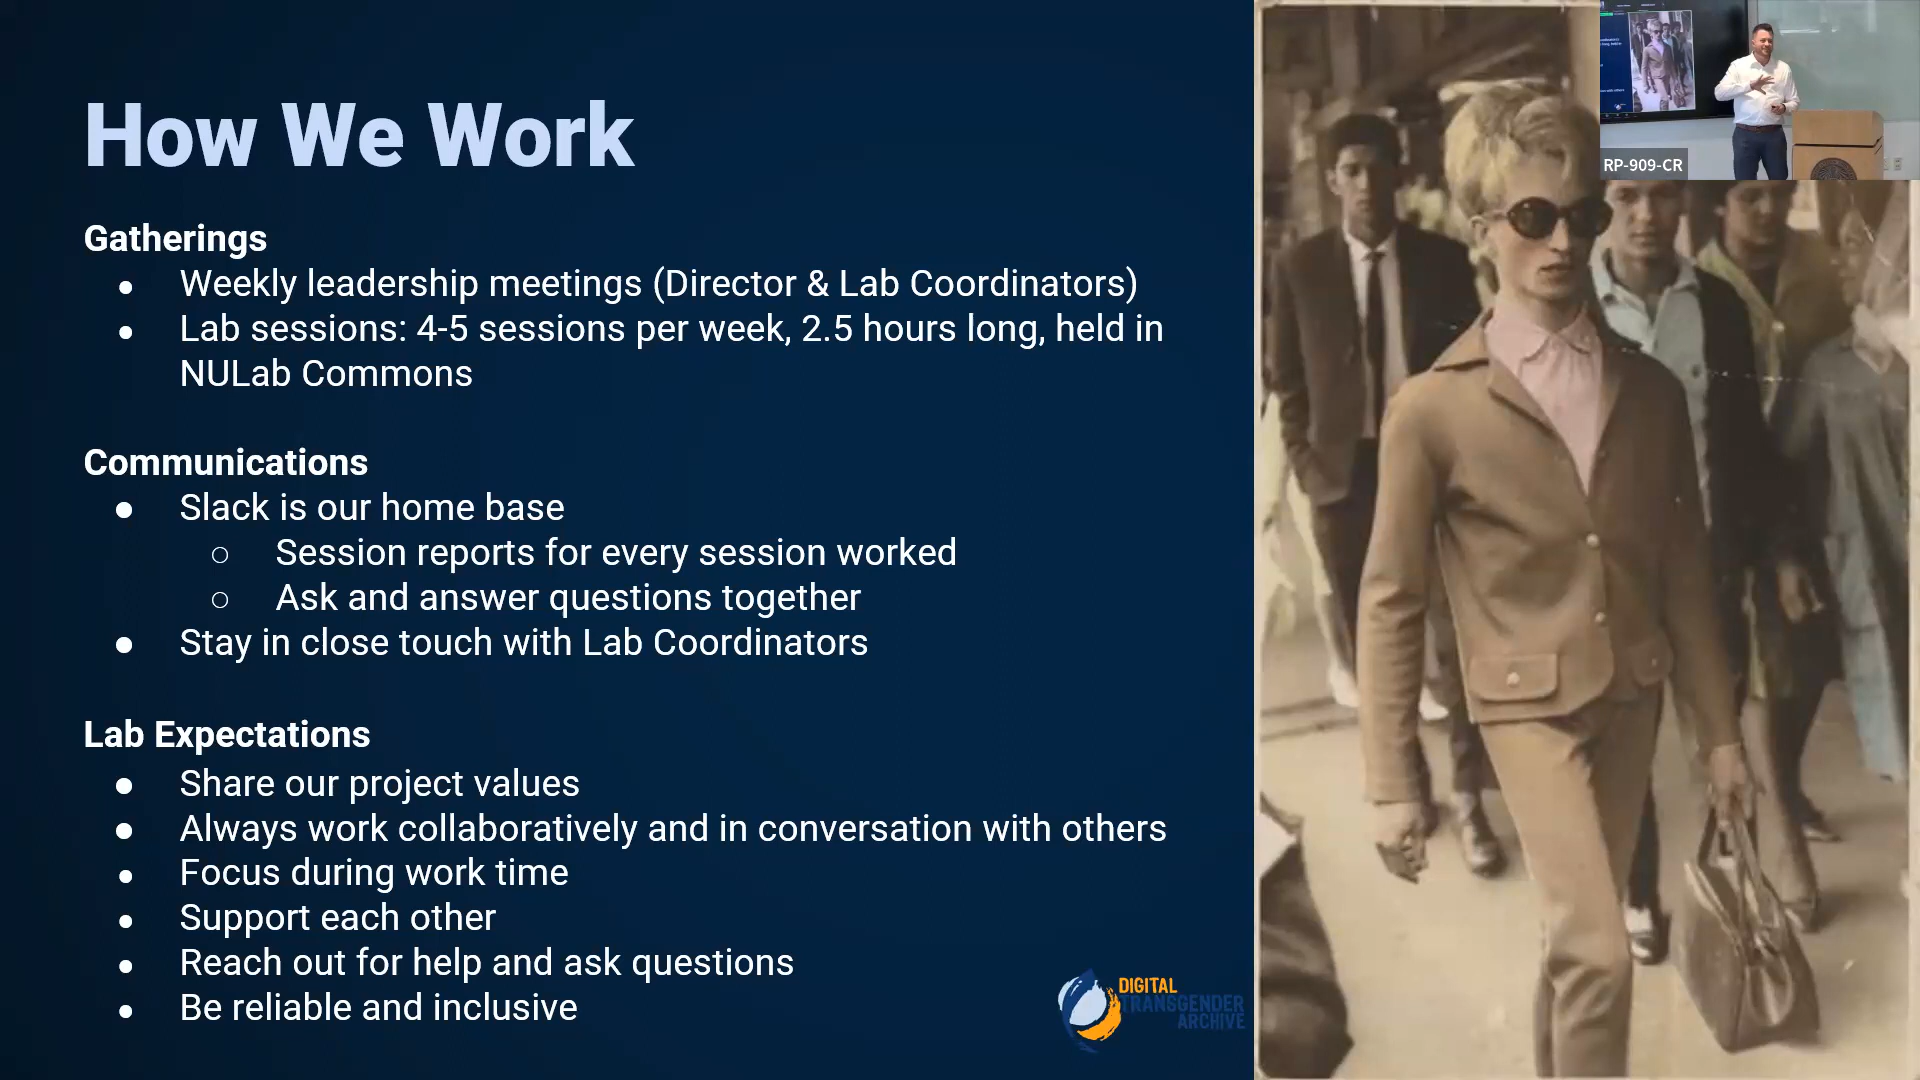 How We Work
Gatherings
● Weekly leadership meetings (Director & Lab Coordinators)
● Lab sessions: 4-5 sessions per week, 2.5 hours long, held in
NULab Commons
Communications
● Slack is our home base
○ Session reports for every session worked
○ Ask and answer questions together
● Stay in close touch with Lab Coordinators
Lab Expectations
● Share our project values
● Always work collaboratively and in conversation with others
● Focus during work time
● Support each other
● Reach out for help and ask questions
● Be reliable and inclusive
DIGITAL
TRANSGENDER
ARCHIVE
RP-909-CR